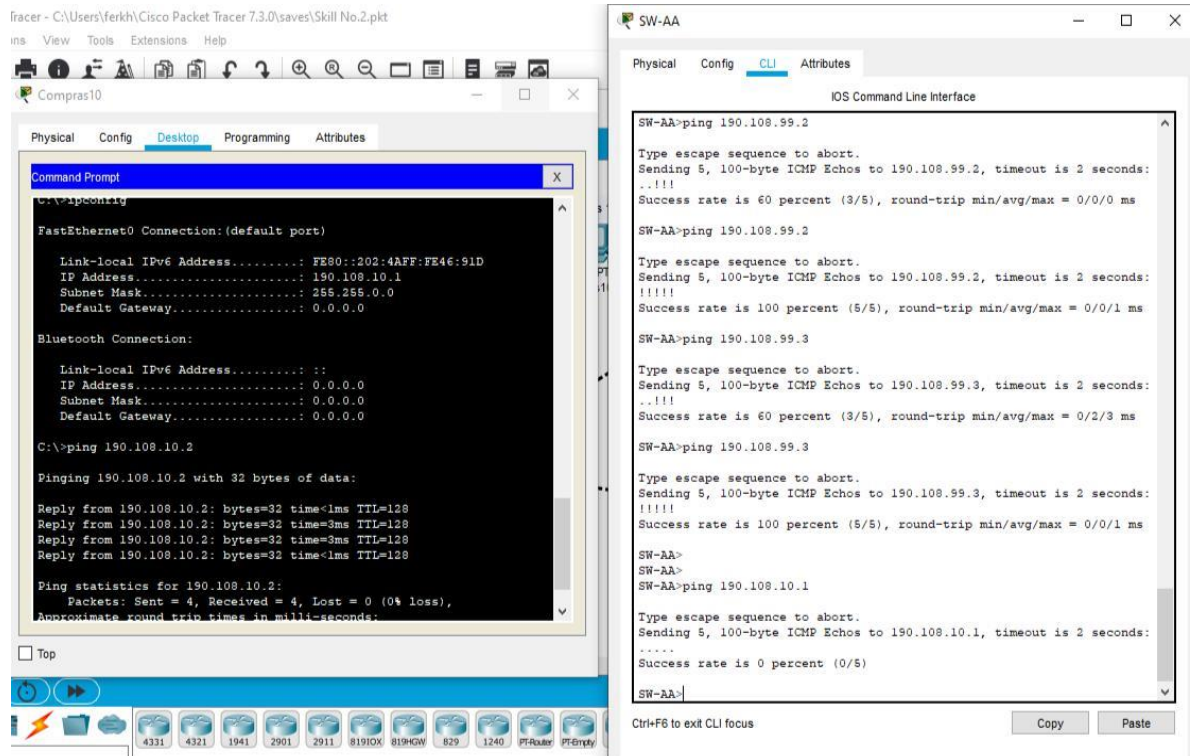 Tracer - C:\Users\ferkh\Cisco Packet Tracer 7.3.0\saves\Skill No.2.pkt
View Tools Extensions Help
Compras10
Physical Config Desktop Programming Attributes
Command Prompt
X
C:\>ipconfig
FastEthernet0 Connection:(default port)
Link-local IPv6 Address.........: FE80::202:4AFF:FE46:91D
IP Address......................: 190.108.10.1
Subnet Mask.....................: 255.255.0.0
Default Gateway.................: 0.0.0.0
Bluetooth Connection:
Link-local IPv6 Address.........: ::
IP Address......................: 0.0.0.0
Subnet Mask.....................: 0.0.0.0
Default Gateway.................: 0.0.0.0
C:\>ping 190.108.10.2
Pinging 190.108.10.2 with 32 bytes of data:
Reply from 190.108.10.2: bytes=32 time<1ms TTL=128
Reply from 190.108.10.2: bytes=32 time=3ms TTL=128
Reply from 190.108.10.2: bytes=32 time=3ms TTL=128
Reply from 190.108.10.2: bytes=32 time<1ms TTL=128
Ping statistics for 190.108.10.2:
Packets: Sent = 4, Received = 4, Lost = 0 (0% loss),
Approximate round trip times in milli-seconds:
Top
4331 4321 1941 2901 2911 819IOX 819HGW 829 1240 PT-Router PT-Empty
SW-AA
Physical Config CLI Attributes
IOS Command Line Interface
SW-AA>ping 190.108.99.2
Type escape sequence to abort.
Sending 5, 100-byte ICMP Echos to 190.108.99.2, timeout is 2 seconds:
..!!!
Success rate is 60 percent (3/5), round-trip min/avg/max = 0/0/0 ms
SW-AA>ping 190.108.99.2
Type escape sequence to abort.
Sending 5, 100-byte ICMP Echos to 190.108.99.2, timeout is 2 seconds:
!!!!!
Success rate is 100 percent (5/5), round-trip min/avg/max = 0/0/1 ms
SW-AA>ping 190.108.99.3
Type escape sequence to abort.
Sending 5, 100-byte ICMP Echos to 190.108.99.3, timeout is 2 seconds:
..!!!
Success rate is 60 percent (3/5), round-trip min/avg/max = 0/2/3 ms
SW-AA>ping 190.108.99.3
Type escape sequence to abort.
Sending 5, 100-byte ICMP Echos to 190.108.99.3, timeout is 2 seconds:
!!!!!
Success rate is 100 percent (5/5), round-trip min/avg/max = 0/0/1 ms
SW-AA>
SW-AA>
SW-AA>ping 190.108.10.1
Type escape sequence to abort.
Sending 5, 100-byte ICMP Echos to 190.108.10.1, timeout is 2 seconds:
.....
Success rate is 0 percent (0/5)
SW-AA>
Ctrl+F6 to exit CLI focus
Copy Paste